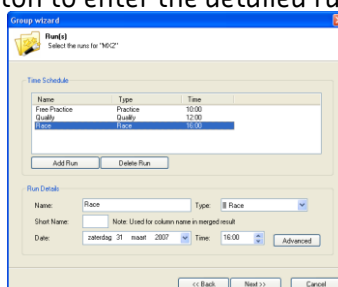 ton to enter the detailed ru
Group wizard
Run(s)
Select the runs for "MX2"
Time Schedule
Name Type Time
Free Practice Practice 10:00
Qualify Qualify 12:00
Race Race 16:00
Add Run Delete Run
Run Details
Name: Race Type: Race
Short Name: Note: Used for column name in merged result
Date: zaterdag 31 maart 2007 Time: 16:00 Advanced
<< Back Next >> Cancel